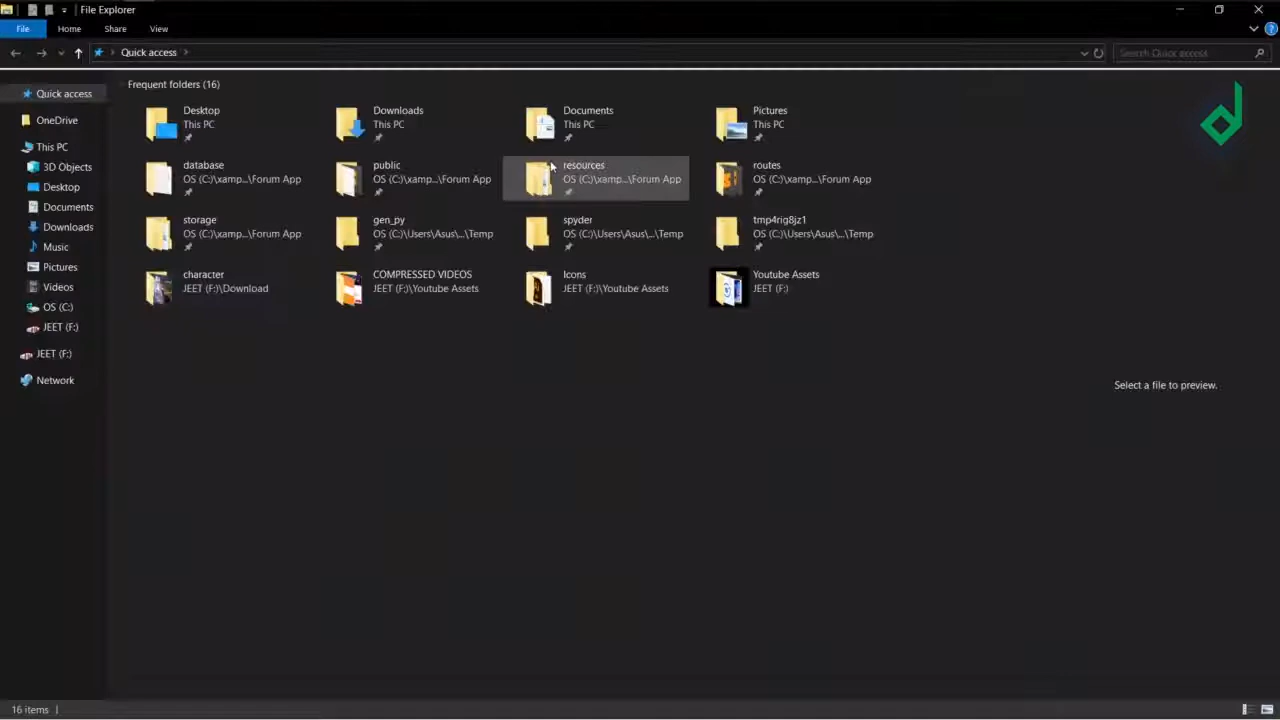 File Explorer
File Home Share View
Quick access
Search Quick access
Frequent folders (16)
Quick access
OneDrive
This PC
3D Objects
Desktop
Documents
Downloads
Music
Pictures
Videos
OS (C:)
JEET (F:)
JEET (F:)
Network
Desktop
This PC
Downloads
This PC
Documents
This PC
Pictures
This PC
database
OS (C:)\xamp...\Forum App
public
OS (C:)\xamp...\Forum App
resources
OS (C:)\xamp...\Forum App
routes
OS (C:)\xamp...\Forum App
storage
OS (C:)\xamp...\Forum App
gen_py
OS (C:)\Users\Asus\...\Temp
spyder
OS (C:)\Users\Asus\...\Temp
tmp4rig8jz1
OS (C:)\Users\Asus\...\Temp
character
JEET (F:)\Download
COMPRESSED VIDEOS
JEET (F:)\Youtube Assets
Icons
JEET (F:)\Youtube Assets
Youtube Assets
JEET (F:)
Select a file to preview.
16 items